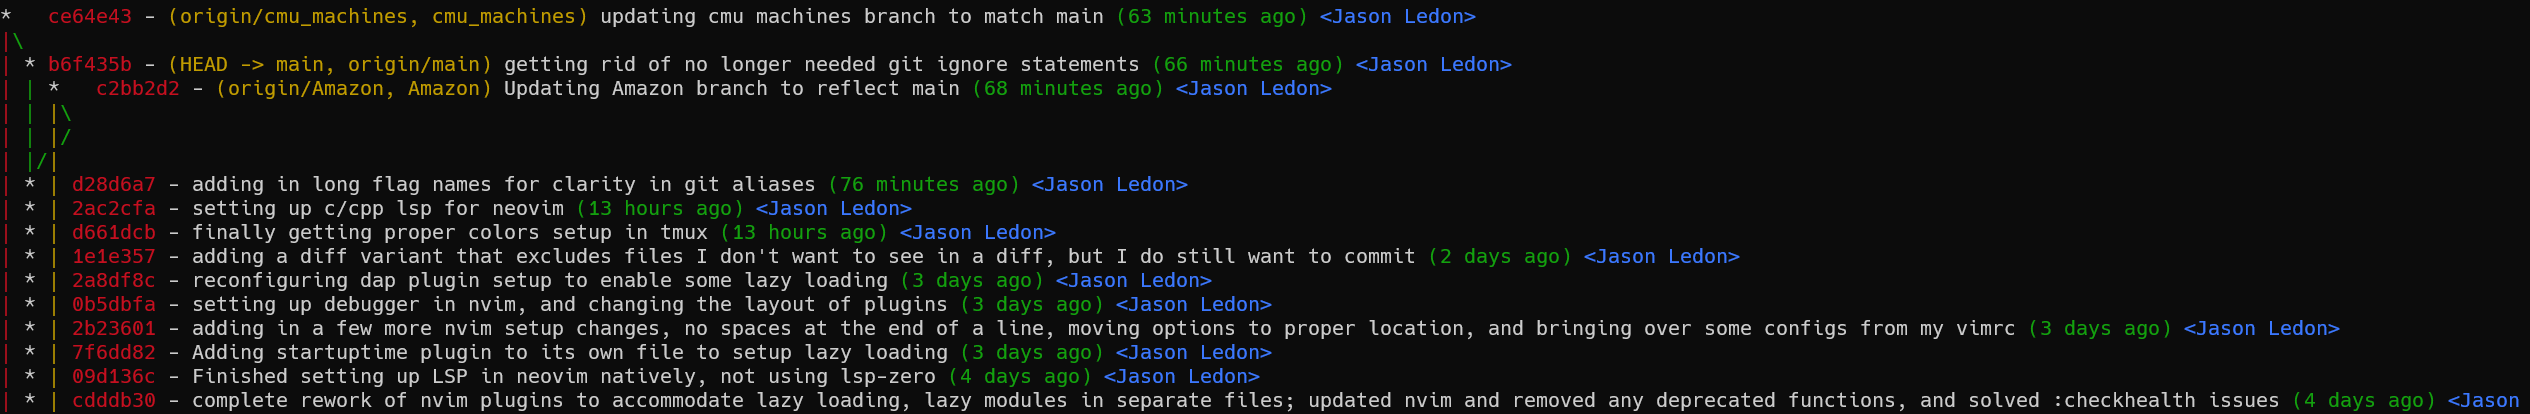 *   ce64e43 - (origin/cmu_machines, cmu_machines) updating cmu machines branch to match main (63 minutes ago) <Jason Ledon>
|\
| * b6f435b - (HEAD -> main, origin/main) getting rid of no longer needed git ignore statements (66 minutes ago) <Jason Ledon>
| | *   c2bb2d2 - (origin/Amazon, Amazon) Updating Amazon branch to reflect main (68 minutes ago) <Jason Ledon>
| | |\
| | |/
| |/|
| * | d28d6a7 - adding in long flag names for clarity in git aliases (76 minutes ago) <Jason Ledon>
| * | 2ac2cfa - setting up c/cpp lsp for neovim (13 hours ago) <Jason Ledon>
| * | d661dcb - finally getting proper colors setup in tmux (13 hours ago) <Jason Ledon>
| * | 1e1e357 - adding a diff variant that excludes files I don't want to see in a diff, but I do still want to commit (2 days ago) <Jason Ledon>
| * | 2a8df8c - reconfiguring dap plugin setup to enable some lazy loading (3 days ago) <Jason Ledon>
| * | 0b5dbfa - setting up debugger in nvim, and changing the layout of plugins (3 days ago) <Jason Ledon>
| * | 2b23601 - adding in a few more nvim setup changes, no spaces at the end of a line, moving options to proper location, and bringing over some configs from my vimrc (3 days ago) <Jason Ledon>
| * | 7f6dd82 - Adding startuptime plugin to its own file to setup lazy loading (3 days ago) <Jason Ledon>
| * | 09d136c - Finished setting up LSP in neovim natively, not using lsp-zero (4 days ago) <Jason Ledon>
| * | cdddb30 - complete rework of nvim plugins to accommodate lazy loading, lazy modules in separate files; updated nvim and removed any deprecated functions, and solved :checkhealth issues (4 days ago) <Jason